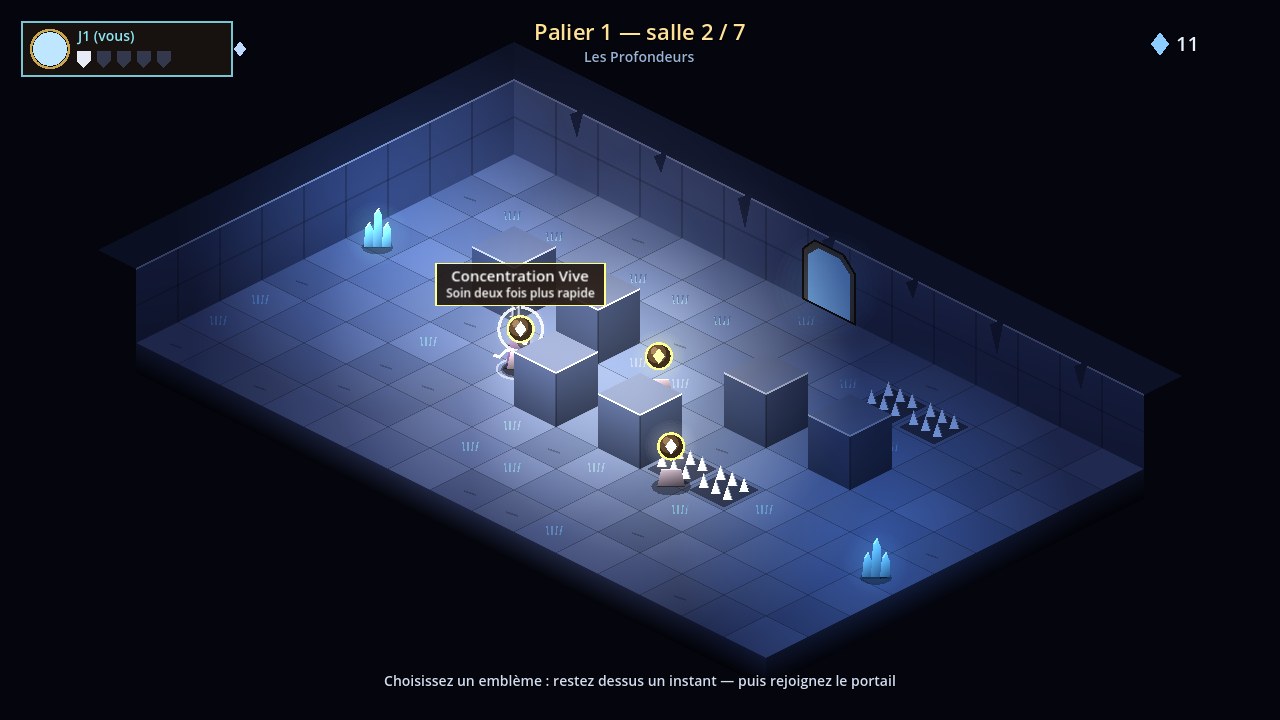 J1 (vous)
Palier 1 — salle 2 / 7
Les Profondeurs
11
Concentration Vive
Soin deux fois plus rapide
Choisissez un emblème : restez dessus un instant — puis rejoignez le portail